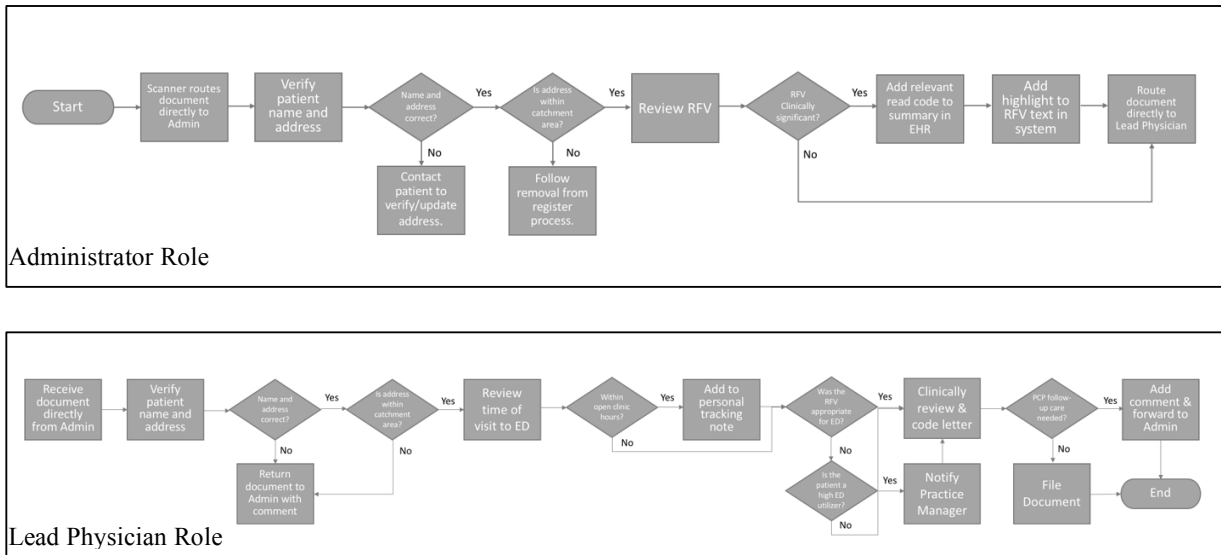 Start
Scanner routes
document
directly to
Admin
Verify
patient
name and
address
Name and
address
correct?
Yes
Is address
within
catchment
area?
Yes
Review RFV
RFV
Clinically
significant?
Yes
Add relevant
read code to
summary in
EHR
Add
highlight to
RFV text in
system
Route
document
directly to
Lead Physician
No
Contact
patient to
verify/update
address.
No
Follow
removal from
register
process.
No
Administrator Role
Receive
document
directly
from Admin
Verify
patient
name and
address
Name and
address
correct?
Yes
Is address
within
catchment
area?
Yes
Review
time of
visit to ED
Within
open clinic
hours?
Yes
Add to
personal
tracking
note
Was the
RFV
appropriate
for ED?
Yes
Clinically
review &
code letter
PCP follow-
up care
needed?
Yes
Add
comment &
forward to
Admin
No
No
Return
document to
Admin with
comment
No
No
Is the
patient a
high ED
utilizer?
Yes
Notify
Practice
Manager
No
No
File
Document
End
Lead Physician Role